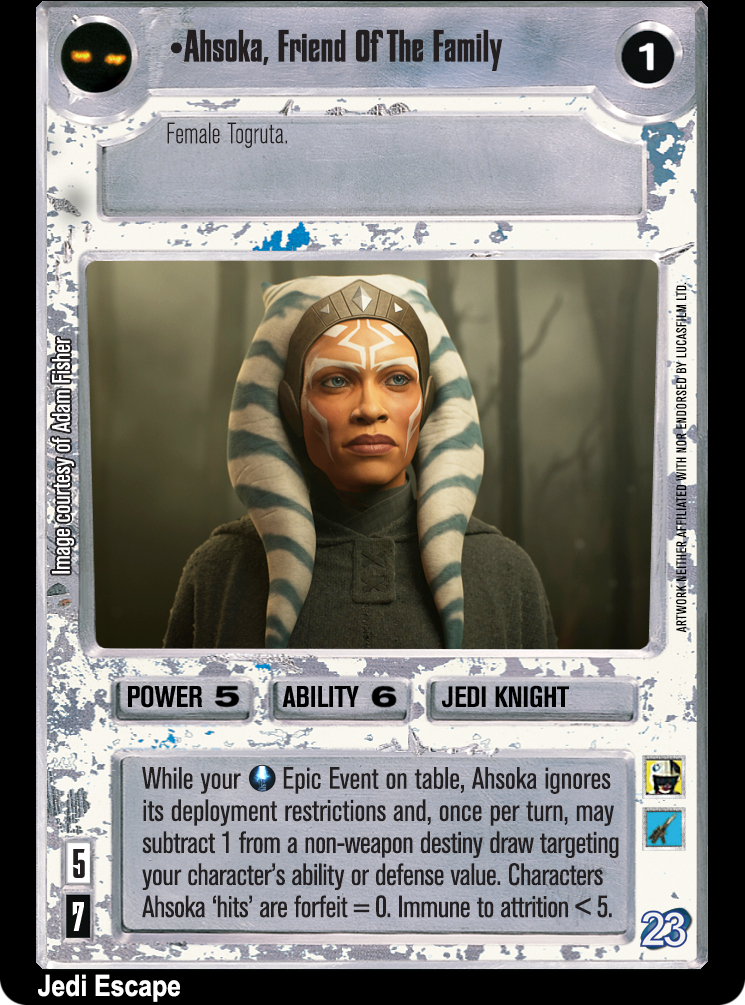 •Ahsoka, Friend Of The Family
1
Female Togruta.
Image courtesy of Adam Fisher
ARTWORK NEITHER AFFILIATED WITH NOR ENDORSED BY LUCASFILM LTD.
POWER 5
ABILITY 6
JEDI KNIGHT
While your Epic Event on table, Ahsoka ignores
its deployment restrictions and, once per turn, may
subtract 1 from a non-weapon destiny draw targeting
your character’s ability or defense value. Characters
Ahsoka ‘hits’ are forfeit = 0. Immune to attrition < 5.
5
7
23
Jedi Escape